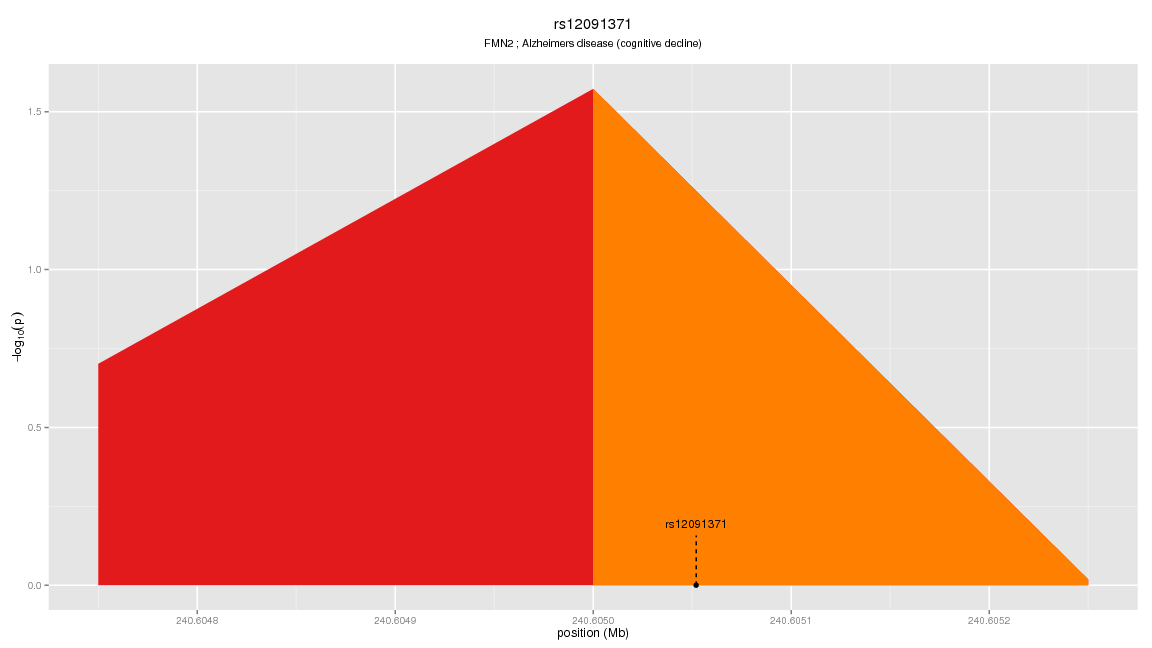 rs12091371
FMN2 ; Alzheimers disease (cognitive decline)
1.5
1.0
0.5
0.0
−log10(p)
rs12091371
240.6048 240.6049 240.6050 240.6051 240.6052
position (Mb)